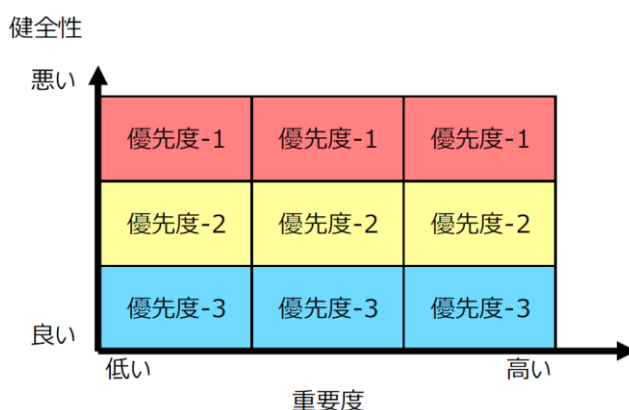 健全性
悪い
優先度-1 優先度-1 優先度-1
優先度-2 優先度-2 優先度-2
優先度-3 優先度-3 優先度-3
良い
低い 高い
重要度